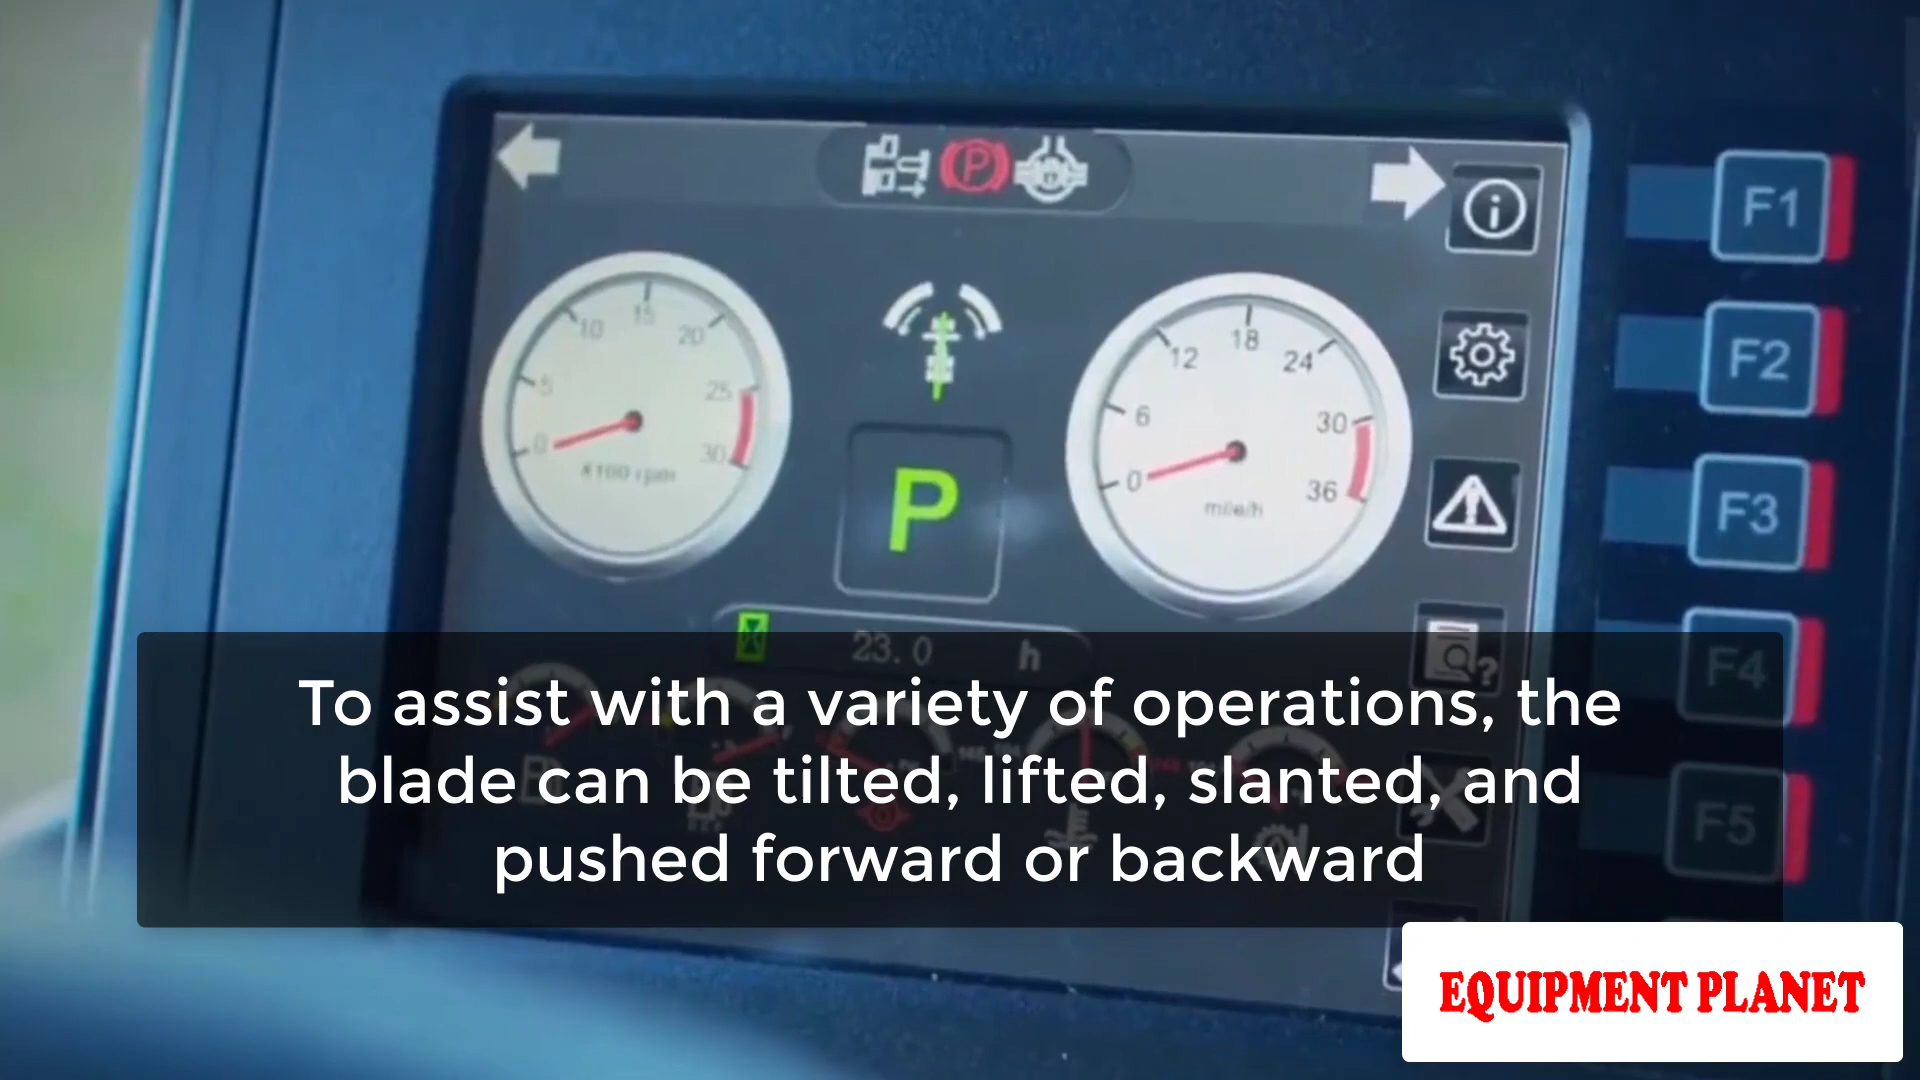 P
F1
15
10
20
5
25
0
30
x100 rpm
18
12
24
6
30
0
36
mile/h
F2
P
F3
23.0 h
F4
To assist with a variety of operations, the
blade can be tilted, lifted, slanted, and
pushed forward or backward
F5
EQUIPMENT PLANET